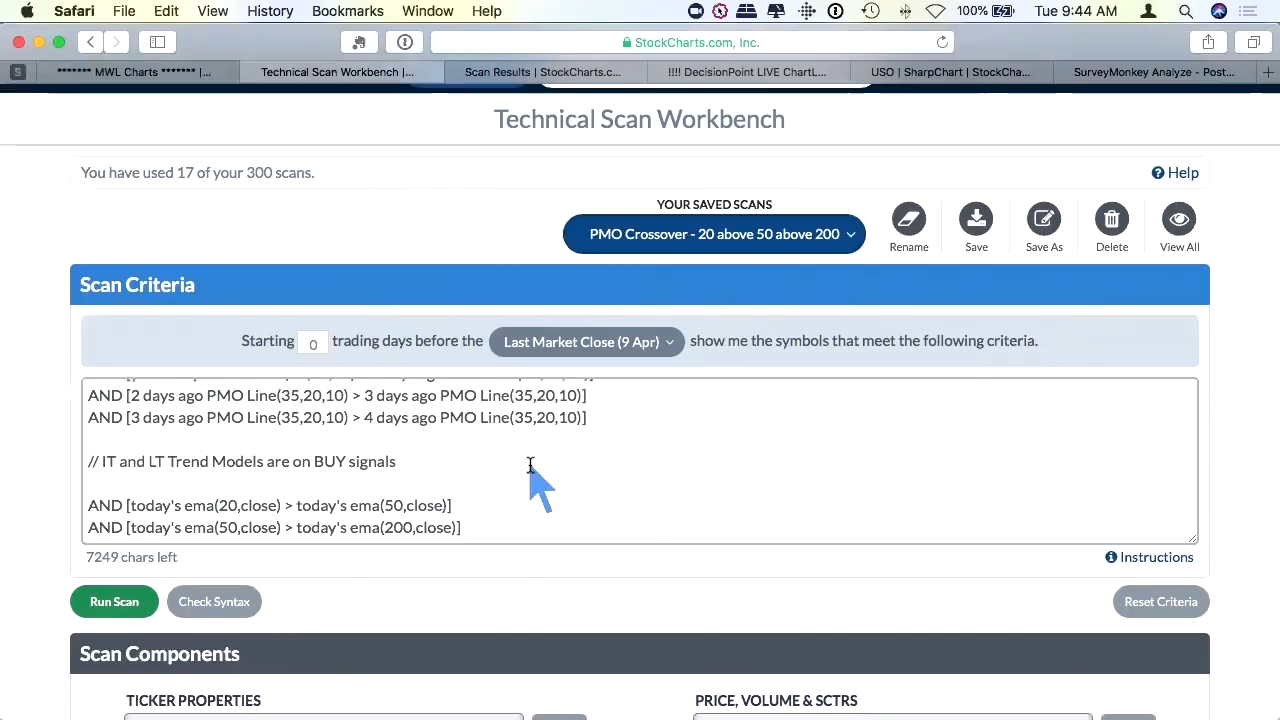 Safari File Edit View History Bookmarks Window Help 100% Tue 9:44 AM
StockCharts.com, Inc.
S ******* MWL Charts ******* |... Technical Scan Workbench |... Scan Results | StockCharts.c... !!!! DecisionPoint LIVE ChartL... USO | SharpChart | StockCha... SurveyMonkey Analyze - Post... +
Technical Scan Workbench
You have used 17 of your 300 scans.
Help
YOUR SAVED SCANS
PMO Crossover - 20 above 50 above 200
Rename Save Save As Delete View All
Scan Criteria
Starting 0 trading days before the Last Market Close (9 Apr) show me the symbols that meet the following criteria.
AND [2 days ago PMO Line(35,20,10) > 3 days ago PMO Line(35,20,10)]
AND [3 days ago PMO Line(35,20,10) > 4 days ago PMO Line(35,20,10)]
// IT and LT Trend Models are on BUY signals
AND [today's ema(20,close) > today's ema(50,close)]
AND [today's ema(50,close) > today's ema(200,close)]
7249 chars left
Instructions
Run Scan Check Syntax Reset Criteria
Scan Components
TICKER PROPERTIES PRICE, VOLUME & SCTRS